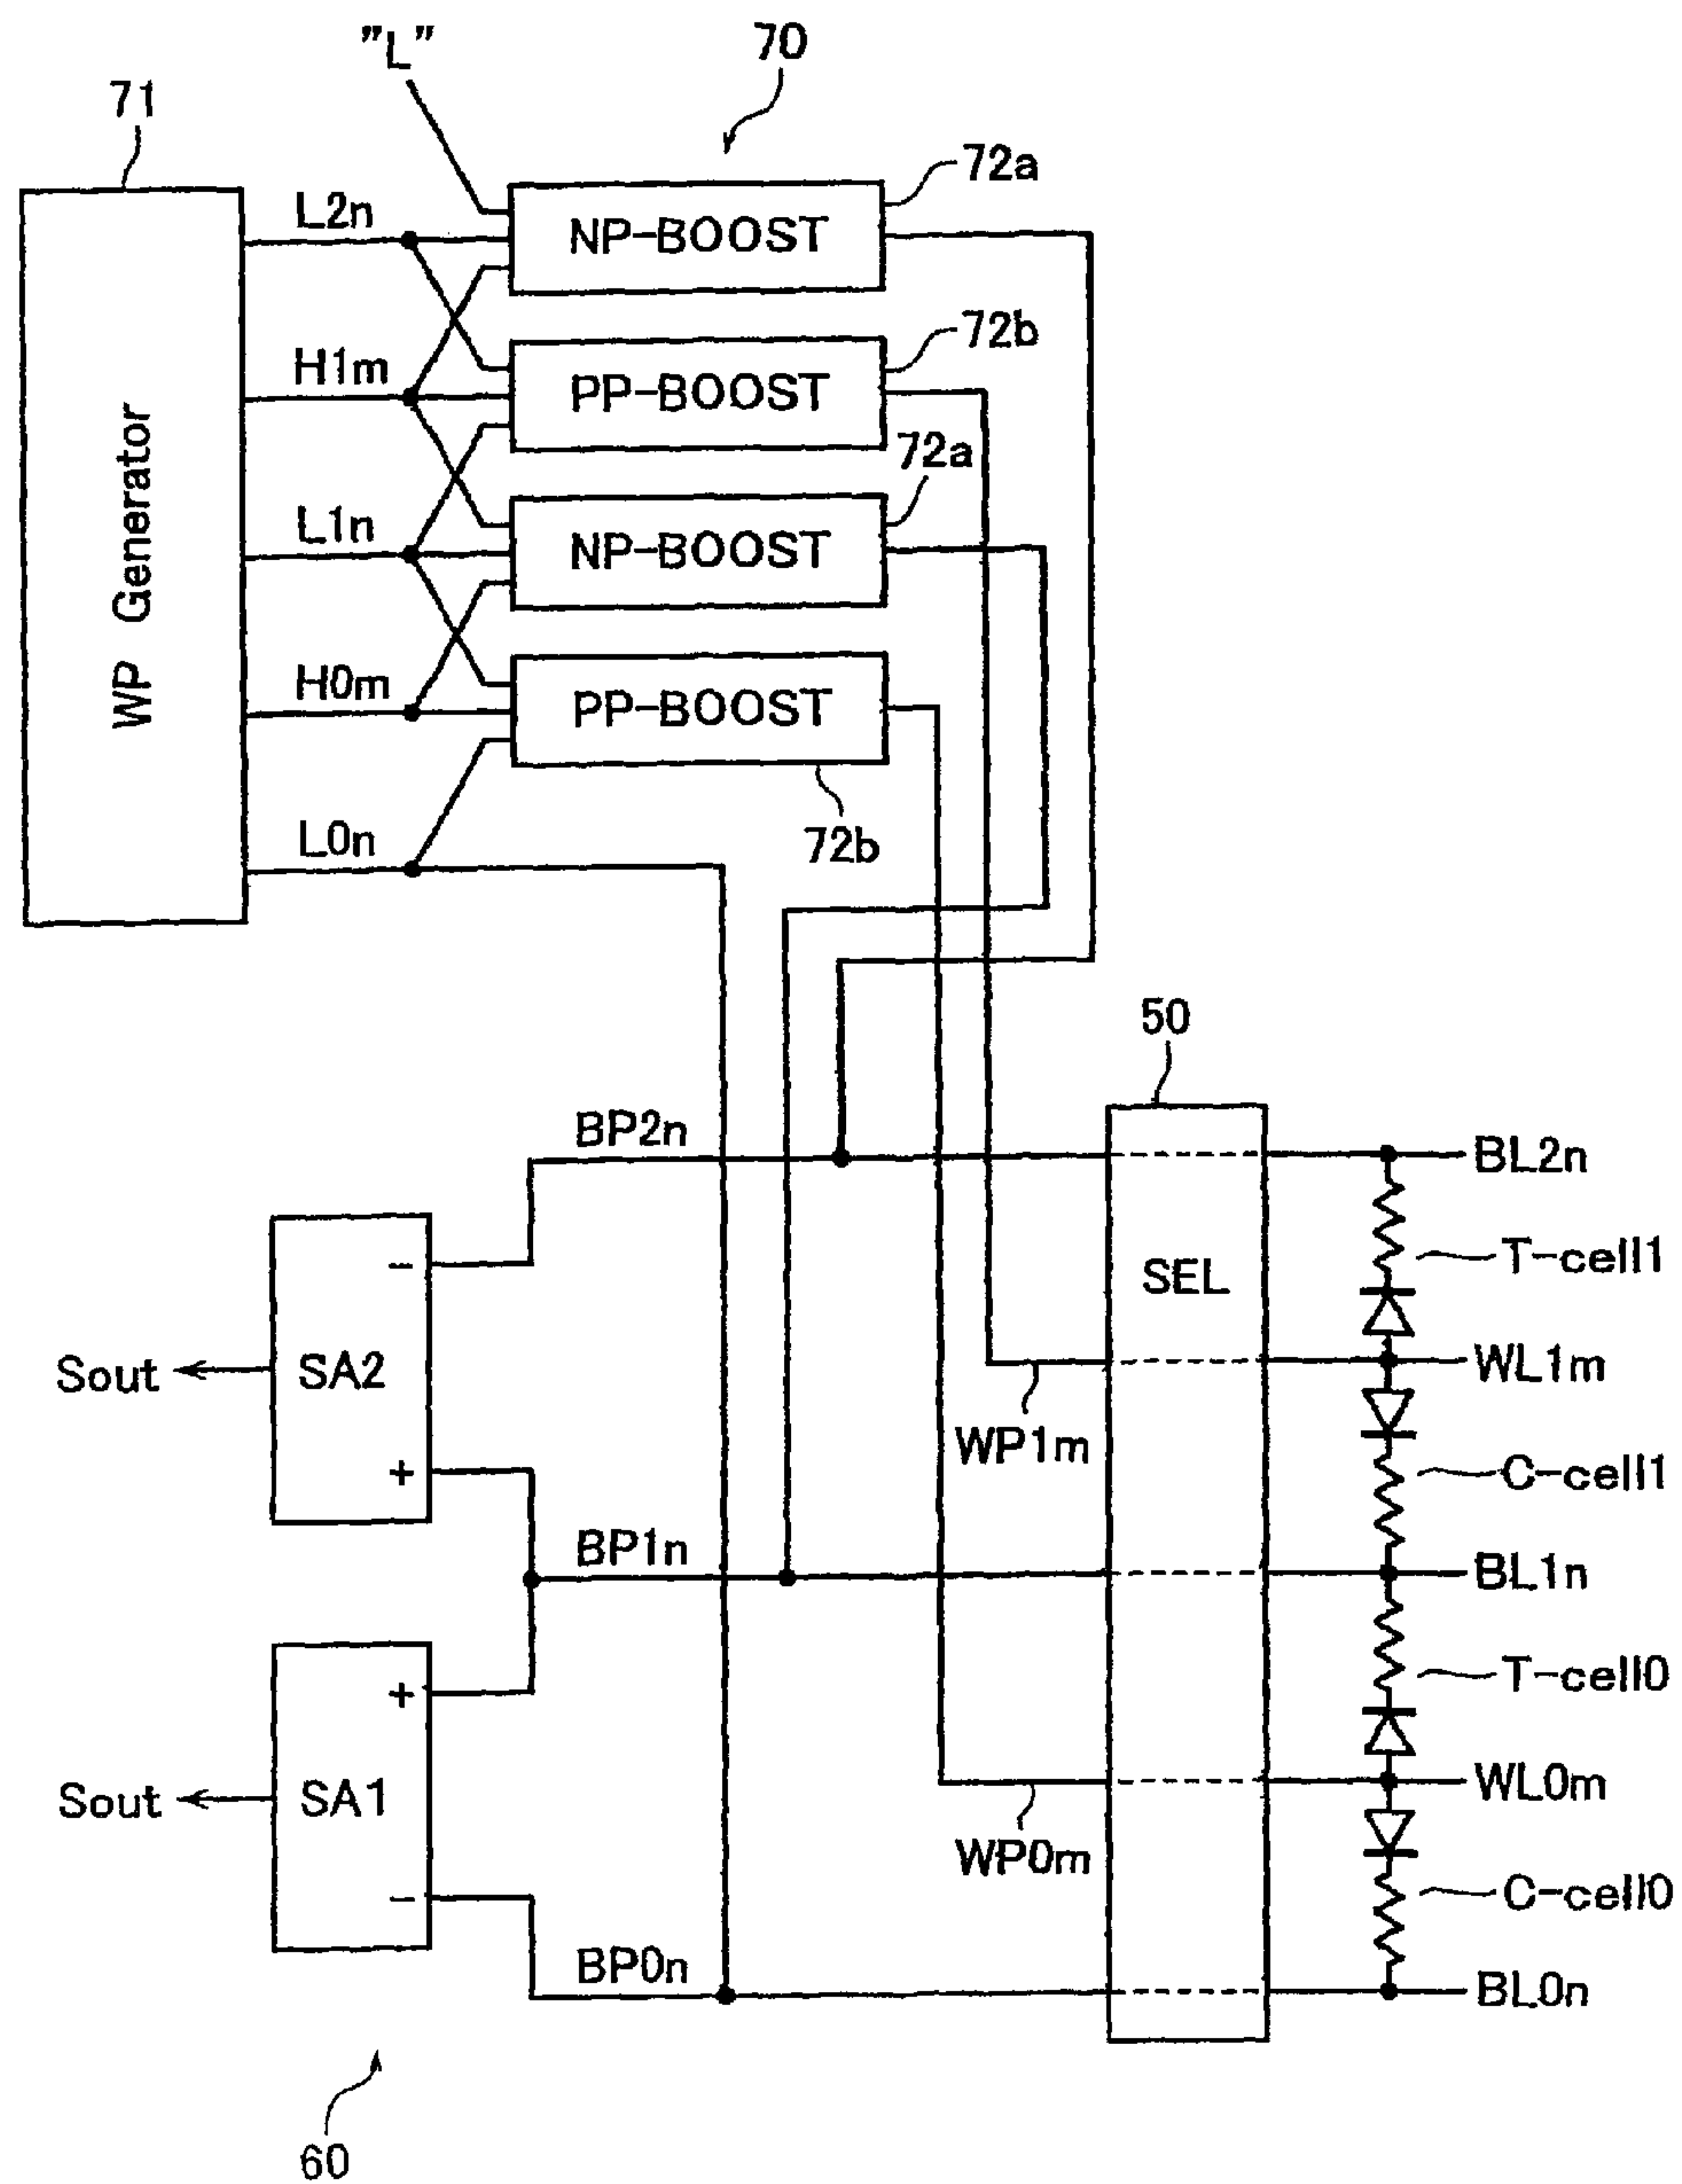 "L"
70
71
72a
L2n
NP-BOOST
72b
H1m
PP-BOOST
72a
L1n
NP-BOOST
WP Generator
H0m
PP-BOOST
L0n
72b
50
BP2n
BL2n
SEL
T-cell1
Sout
SA2
−
+
WL1m
WP1m
C-cell1
BP1n
BL1n
T-cell0
Sout
SA1
+
−
WL0m
WP0m
C-cell0
BP0n
BL0n
60